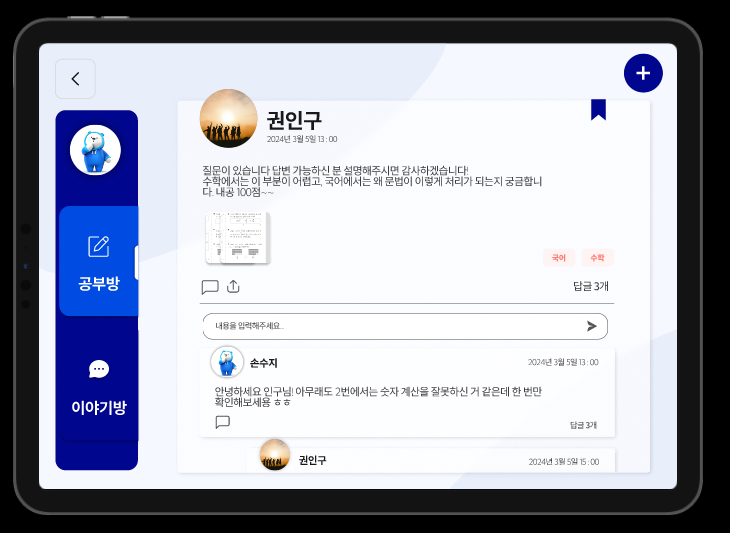 권인구
2024년 3월 5일 13 : 00
질문이 있습니다 답변 가능하신 분 설명해주시면 감사하겠습니다!
수학에서는 이 부분이 어렵고, 국어에서는 왜 문법이 이렇게 처리가 되는지 궁금합니
다. 내공 100점~~
국어
수학
답글 3개
내용을 입력해주세요..
공부방
이야기방
손수지
2024년 3월 5일 13 : 00
안녕하세요 인구님! 아무래도 2번에서는 숫자 계산을 잘못하신 거 같은데 한 번만
확인해보세용 ㅎㅎ
답글 3개
권인구
2024년 3월 5일 15 : 00